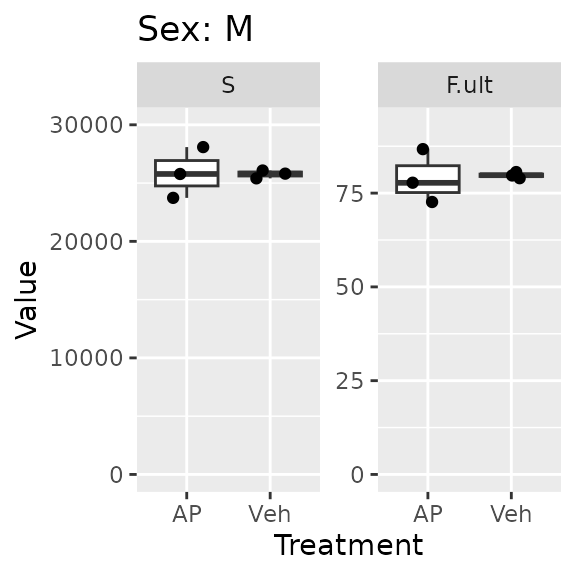 Sex: M
S
F.ult
Value
30000
20000
10000
0
75
50
25
0
AP
Veh
AP
Veh
Treatment